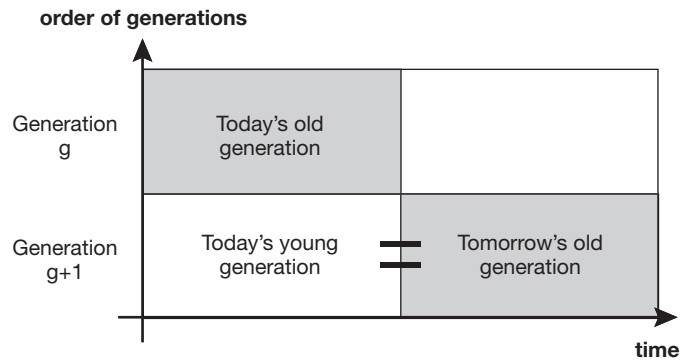 order of generations
Generation
g
Today's old
generation
Generation
g+1
Today's young
generation
=
Tomorrow's old
generation
time